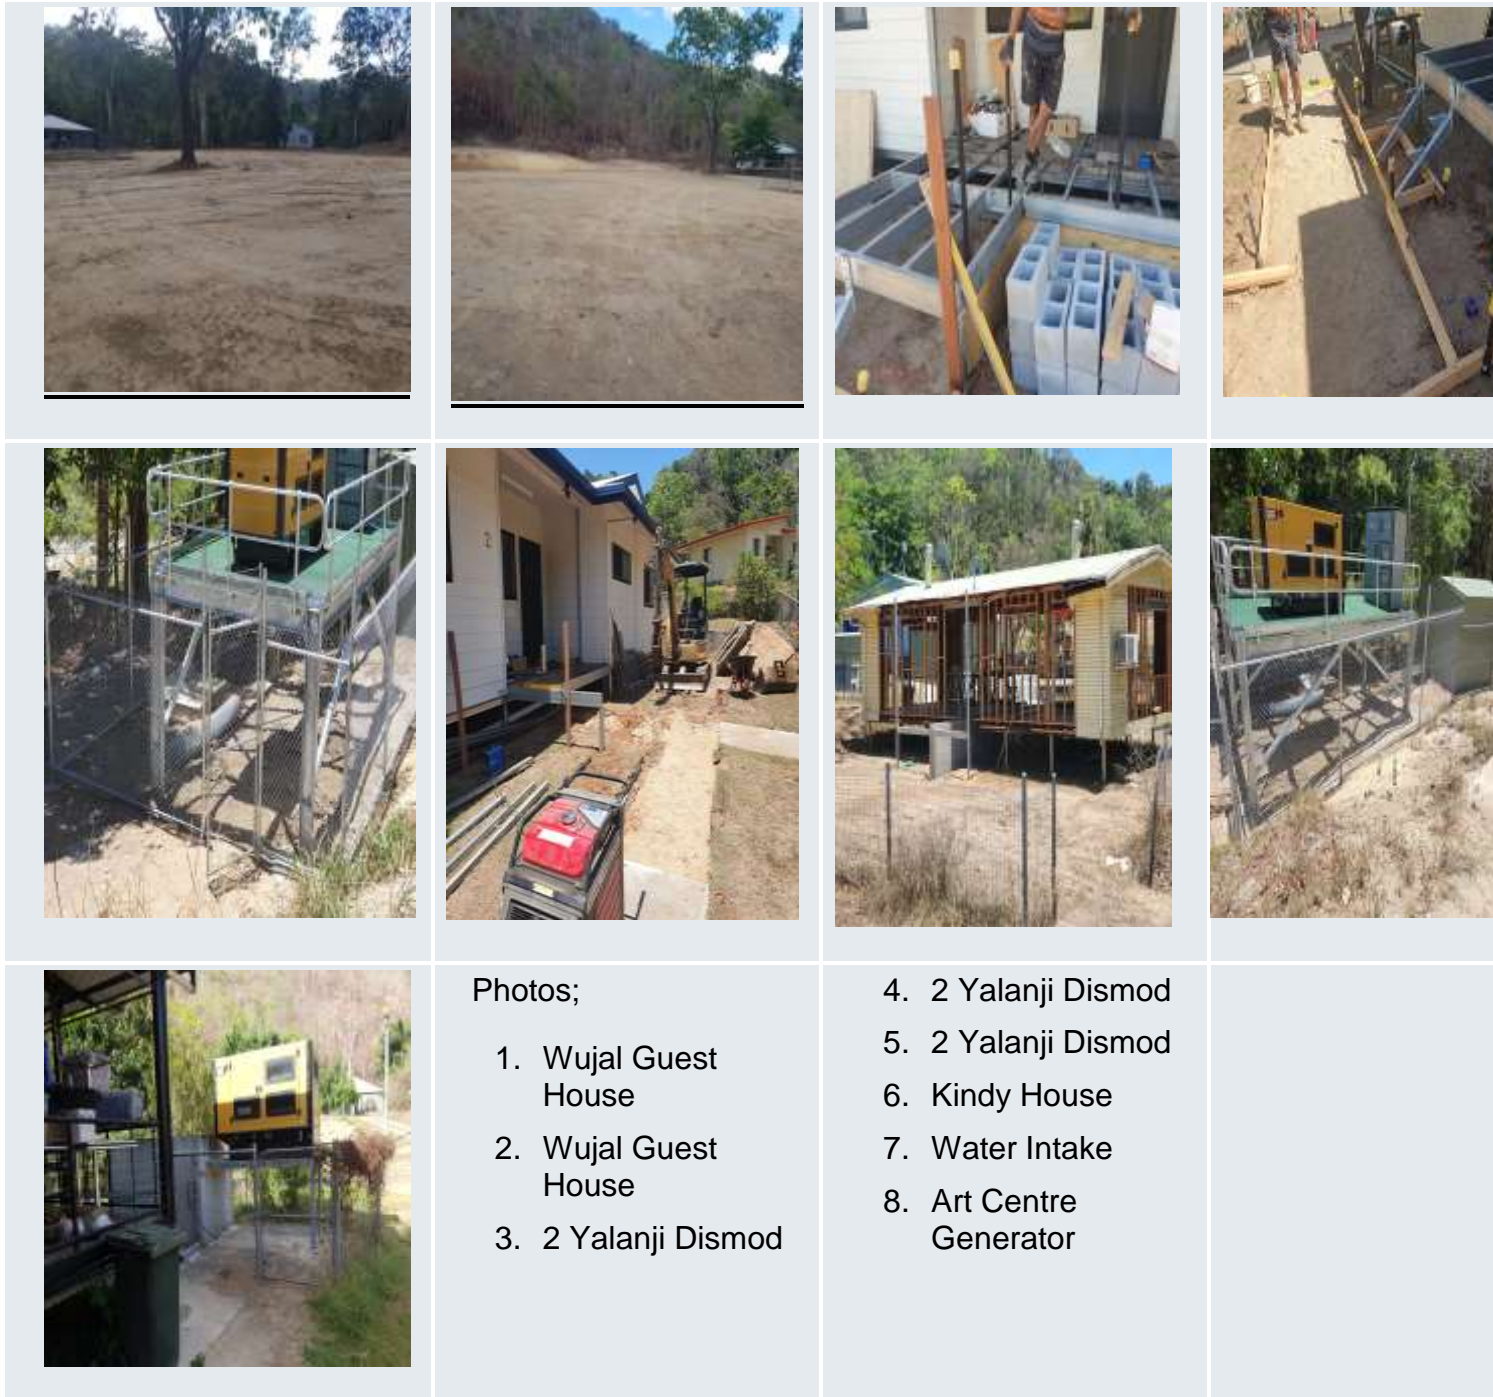 Photos;
1. Wujal Guest
House
2. Wujal Guest
House
3. 2 Yalanji Dismod
4. 2 Yalanji Dismod
5. 2 Yalanji Dismod
6. Kindy House
7. Water Intake
8. Art Centre
Generator
2